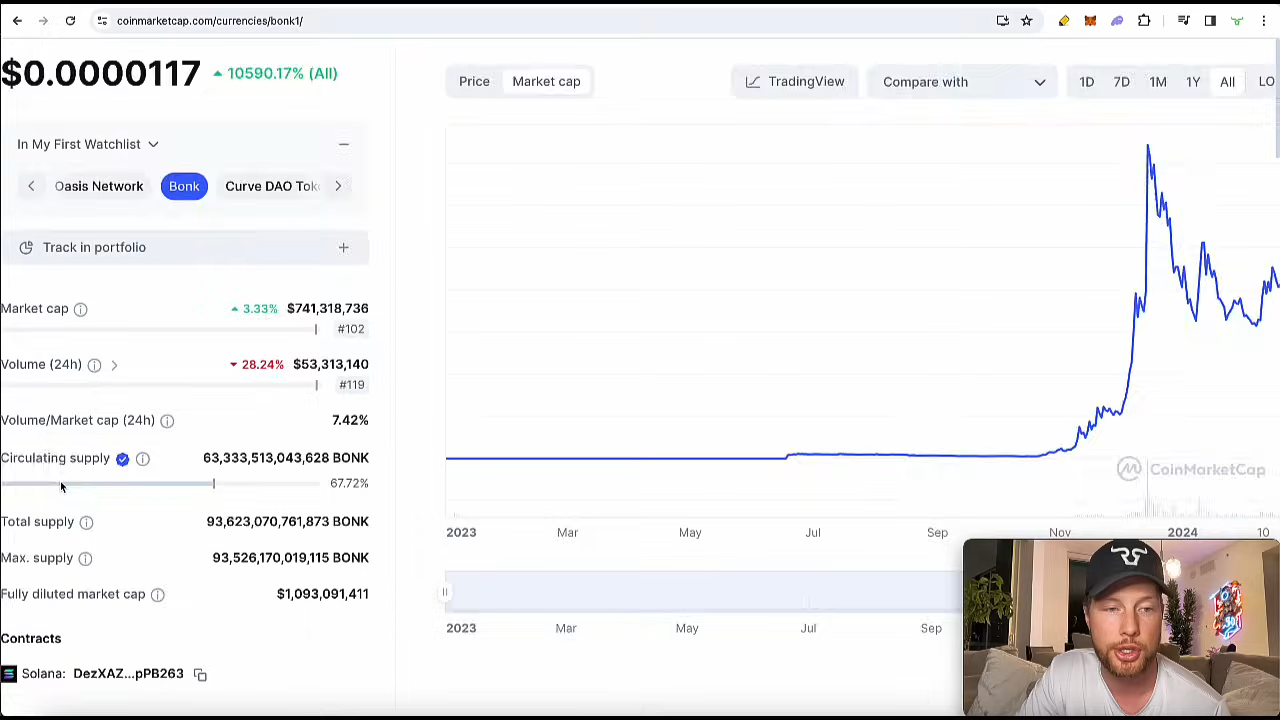 coinmarketcap.com/currencies/bonk1/
$0.0000117 10590.17% (All)
Price Market cap TradingView Compare with 1D 7D 1M 1Y All LO
In My First Watchlist
Oasis Network Bonk Curve DAO Tok
Track in portfolio
Market cap 3.33% $741,318,736
#102
Volume (24h) 28.24% $53,313,140
#119
Volume/Market cap (24h) 7.42%
Circulating supply 63,333,513,043,628 BONK
67.72%
Total supply 93,623,070,761,873 BONK
Max. supply 93,526,170,019,115 BONK
Fully diluted market cap $1,093,091,411
Contracts
Solana: DezXAZ...pPB263
CoinMarketCap
2023 Mar May Jul Sep Nov 2024 10
2023 Mar May Jul Sep